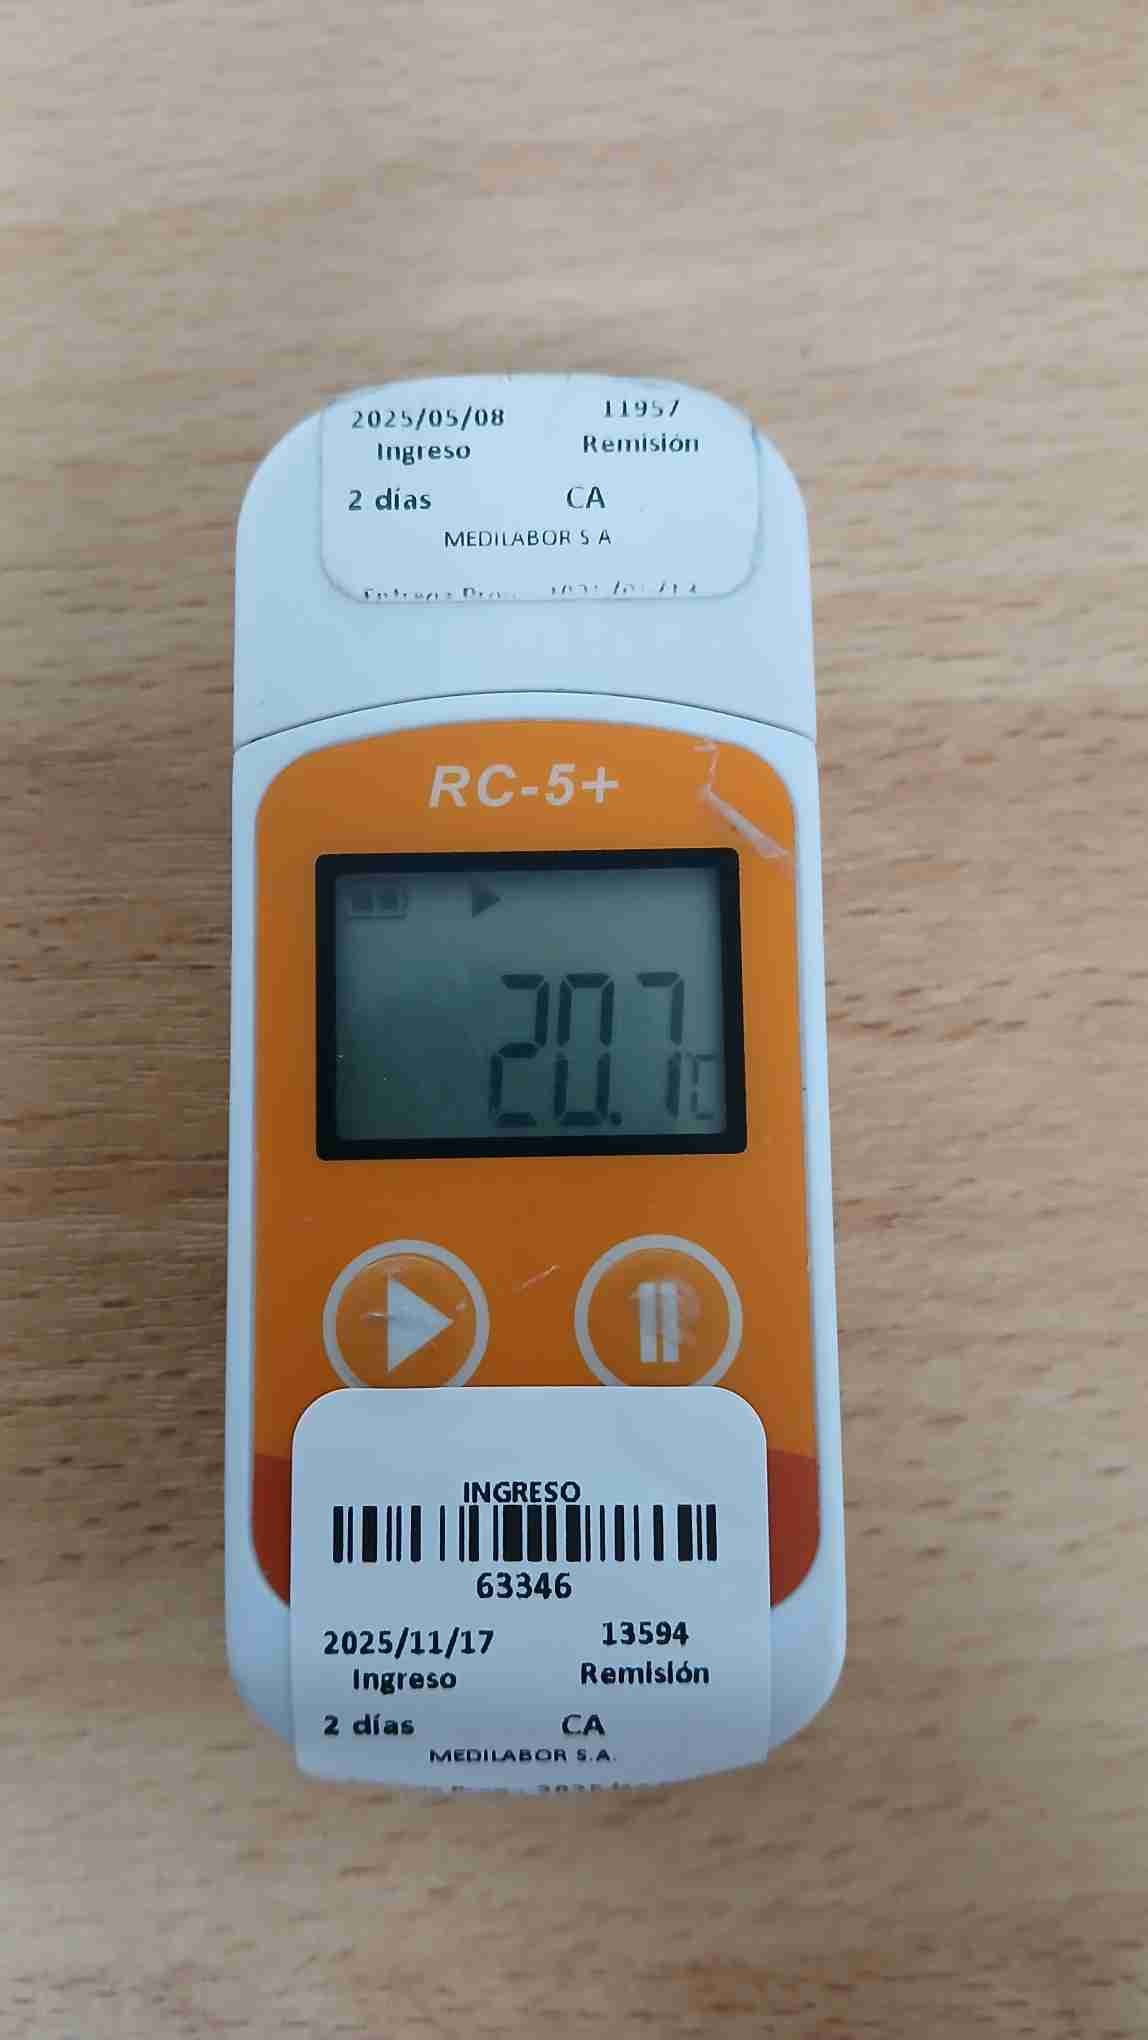 2025/05/08 11957
Ingreso Remisión
2 días CA
MEDILABOR S A
RC-5+
20.7℃
INGRESO
63346
2025/11/17 13594
Ingreso Remisión
2 días CA
MEDILABOR S.A.